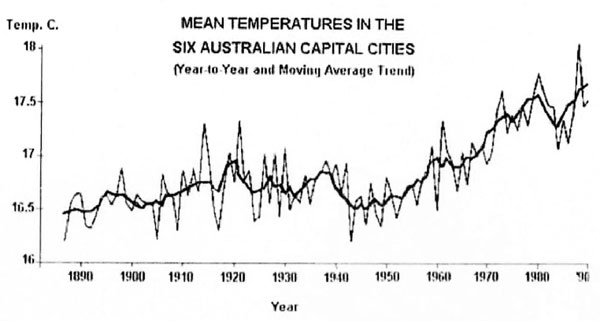 Temp. C.
MEAN TEMPERATURES IN THE
SIX AUSTRALIAN CAPITAL CITIES
(Year-to-Year and Moving Average Trend)
18
17.5
17
16.5
16
1890 1900 1910 1920 1930 1940 1950 1960 1970 1980 '90
Year